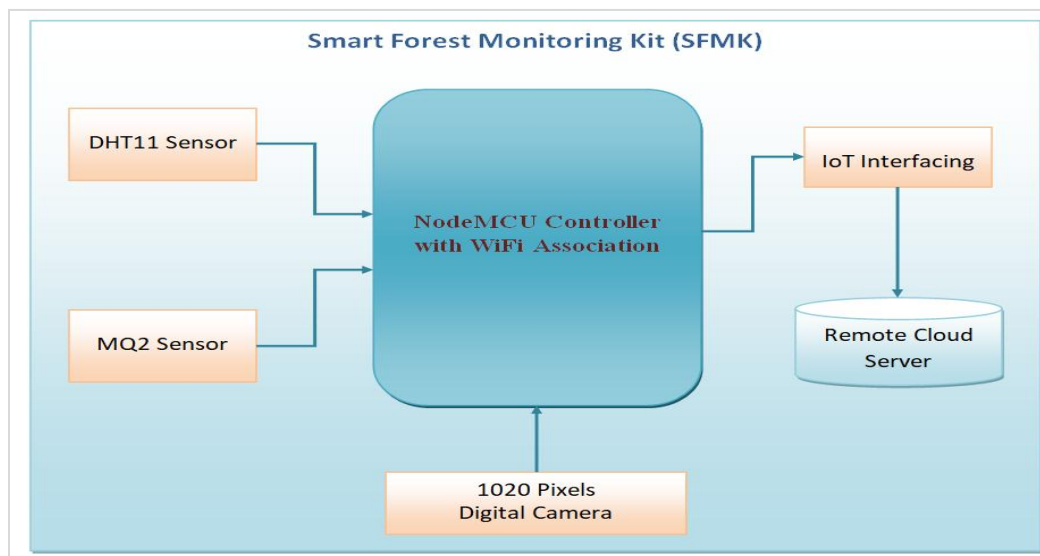 Smart Forest Monitoring Kit (SFMK)
DHT11 Sensor
IoT Interfacing
NodeMCU Controller
with WiFi Association
MQ2 Sensor
Remote Cloud
Server
1020 Pixels
Digital Camera